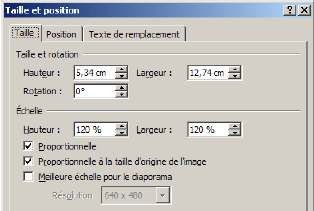 Taille et position
Taille Position Texte de remplacement
Taille et rotation
Hauteur : 5,34 cm Largeur : 12,74 cm
Rotation : 0°
Échelle
Hauteur : 120 % Largeur : 120 %
Proportionnelle
Proportionnelle à la taille d'origine de l'image
Meilleure échelle pour le diaporama
Résolution 640 x 480